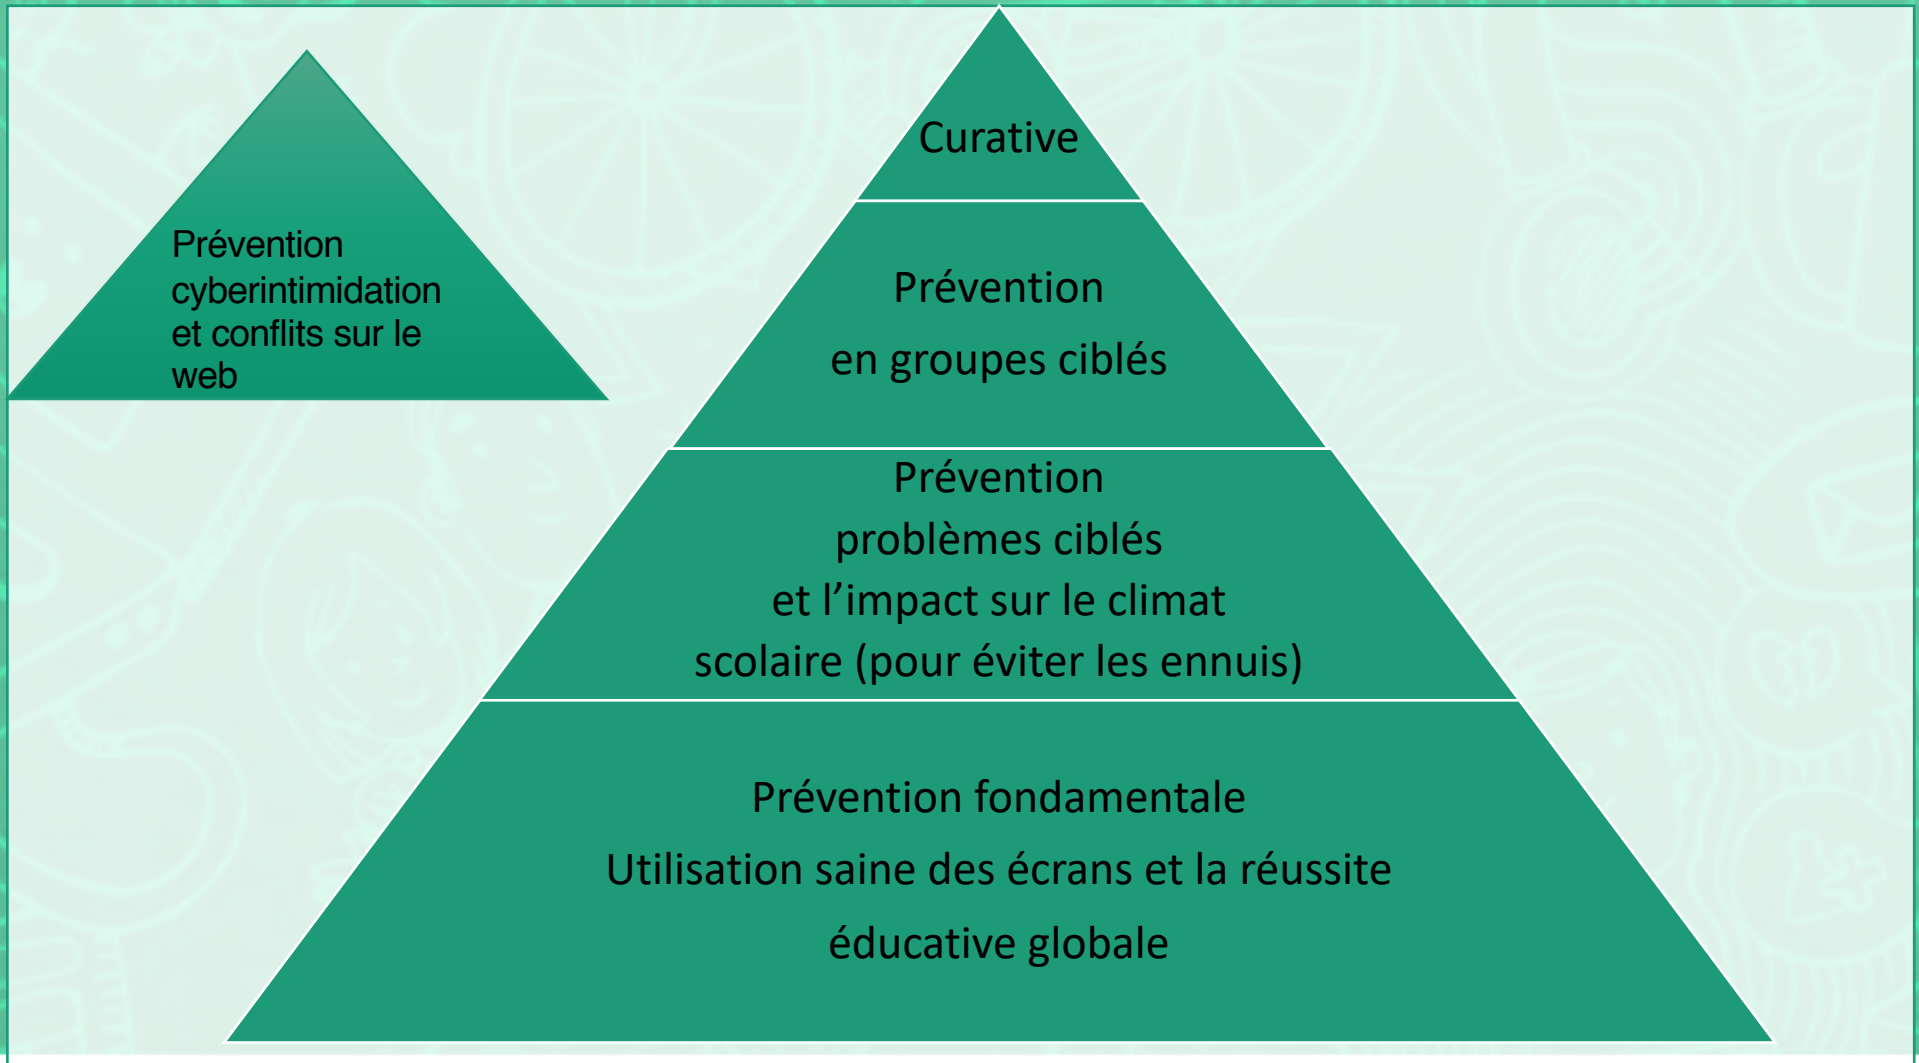 Prévention
cyberintimidation
et conflits sur le
web
Curative
Prévention
en groupes ciblés
Prévention
problèmes ciblés
et l’impact sur le climat
scolaire (pour éviter les ennuis)
Prévention fondamentale
Utilisation saine des écrans et la réussite
éducative globale